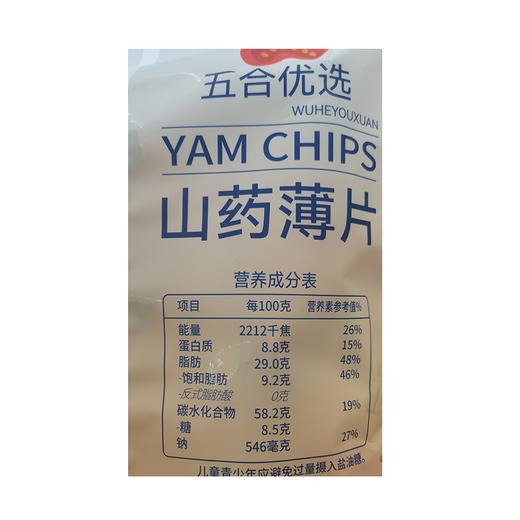 五合优选
WUHEYOUXUAN
YAM CHIPS
山药薄片
营养成分表
项目 每100克 营养素参考值%
能量 2212千焦 26%
蛋白质 8.8克 15%
脂肪 29.0克 48%
-饱和脂肪 9.2克 46%
-反式脂肪酸 0克
碳水化合物 58.2克 19%
-糖 8.5克
钠 546毫克 27%
儿童青少年应避免过量摄入盐油糖。